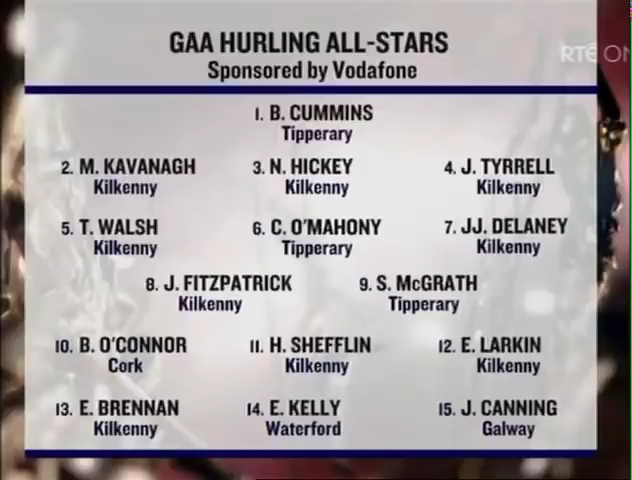 GAA HURLING ALL-STARS
RTÉ ON
Sponsored by Vodafone
1. B. CUMMINS
Tipperary
2. M. KAVANAGH 3. N. HICKEY 4. J. TYRRELL
Kilkenny Kilkenny Kilkenny
5. T. WALSH 6. C. O'MAHONY 7. JJ. DELANEY
Kilkenny Tipperary Kilkenny
8. J. FITZPATRICK 9. S. McGRATH
Kilkenny Tipperary
10. B. O'CONNOR 11. H. SHEFFLIN 12. E. LARKIN
Cork Kilkenny Kilkenny
13. E. BRENNAN 14. E. KELLY 15. J. CANNING
Kilkenny Waterford Galway